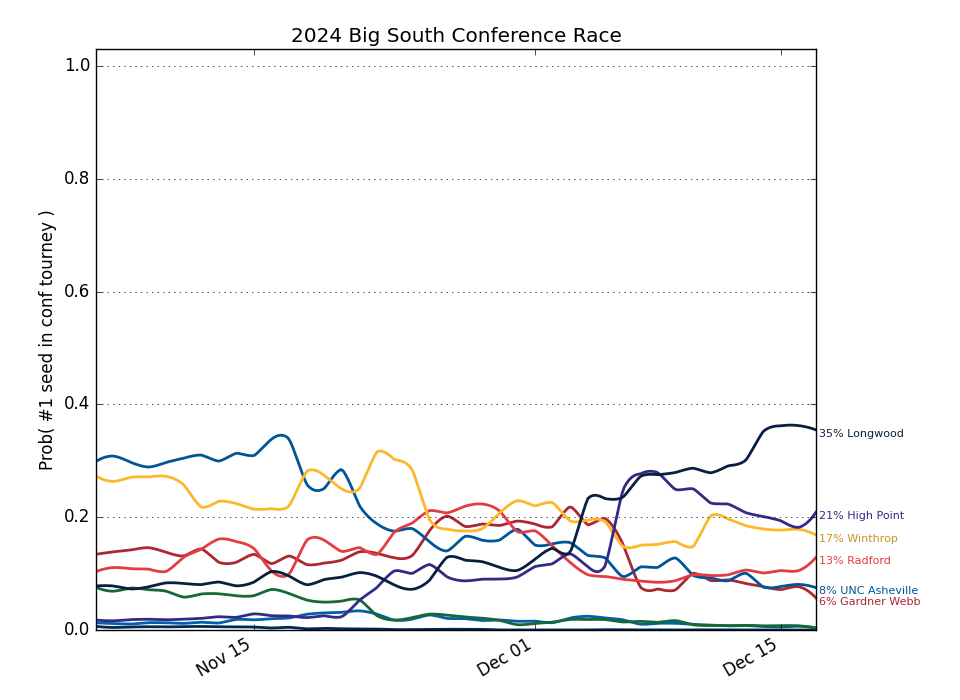 2024 Big South Conference Race
Prob( #1 seed in conf tourney )
1.0
0.8
0.6
0.4
0.2
0.0
Nov 15
Dec 01
Dec 15
35% Longwood
21% High Point
17% Winthrop
13% Radford
8% UNC Asheville
6% Gardner Webb